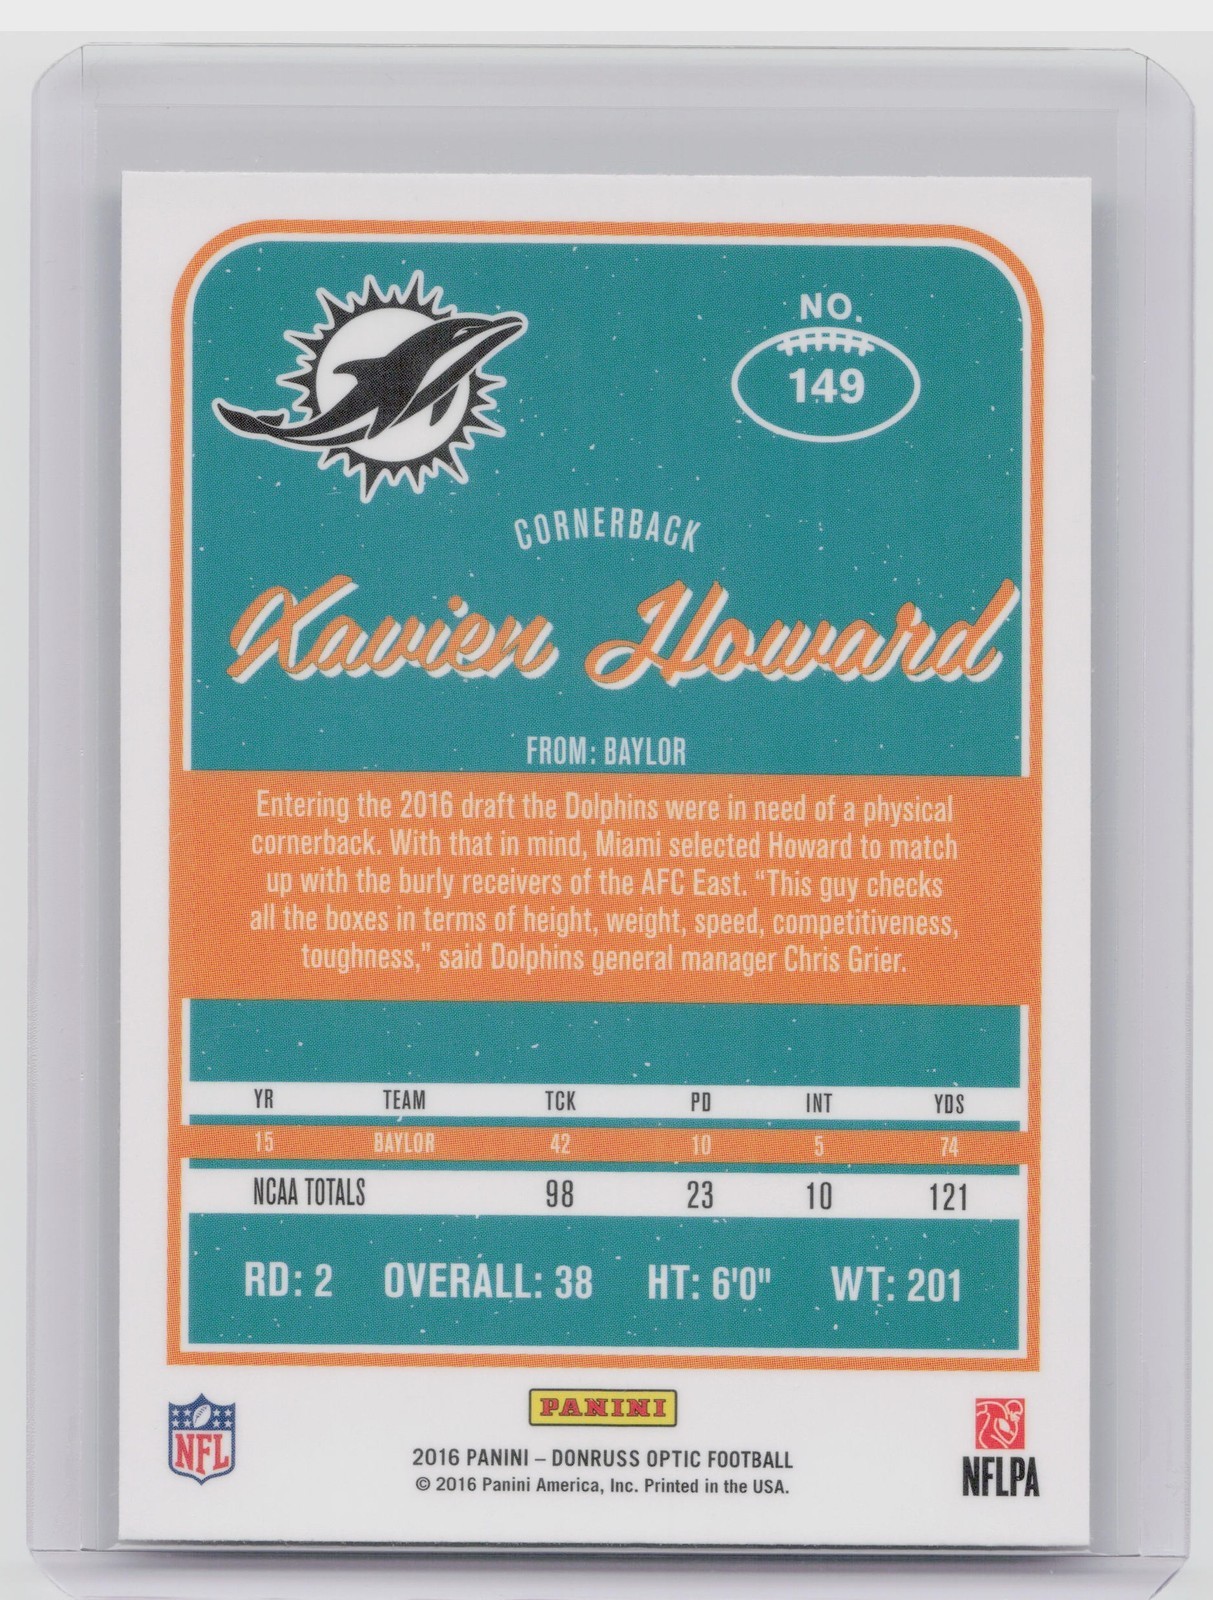 NO.
149
CORNERBACK
Xavien Howard
FROM: BAYLOR
Entering the 2016 draft the Dolphins were in need of a physical
cornerback. With that in mind, Miami selected Howard to match
up with the burly receivers of the AFC East. “This guy checks
all the boxes in terms of height, weight, speed, competitiveness,
toughness,” said Dolphins general manager Chris Grier.
YR TEAM TCK PD INT YDS
15 BAYLOR 42 10 5 74
NCAA TOTALS 98 23 10 121
RD: 2 OVERALL: 38 HT: 6'0" WT: 201
NFL
PANINI
2016 PANINI – DONRUSS OPTIC FOOTBALL
© 2016 Panini America, Inc. Printed in the USA.
NFLPA